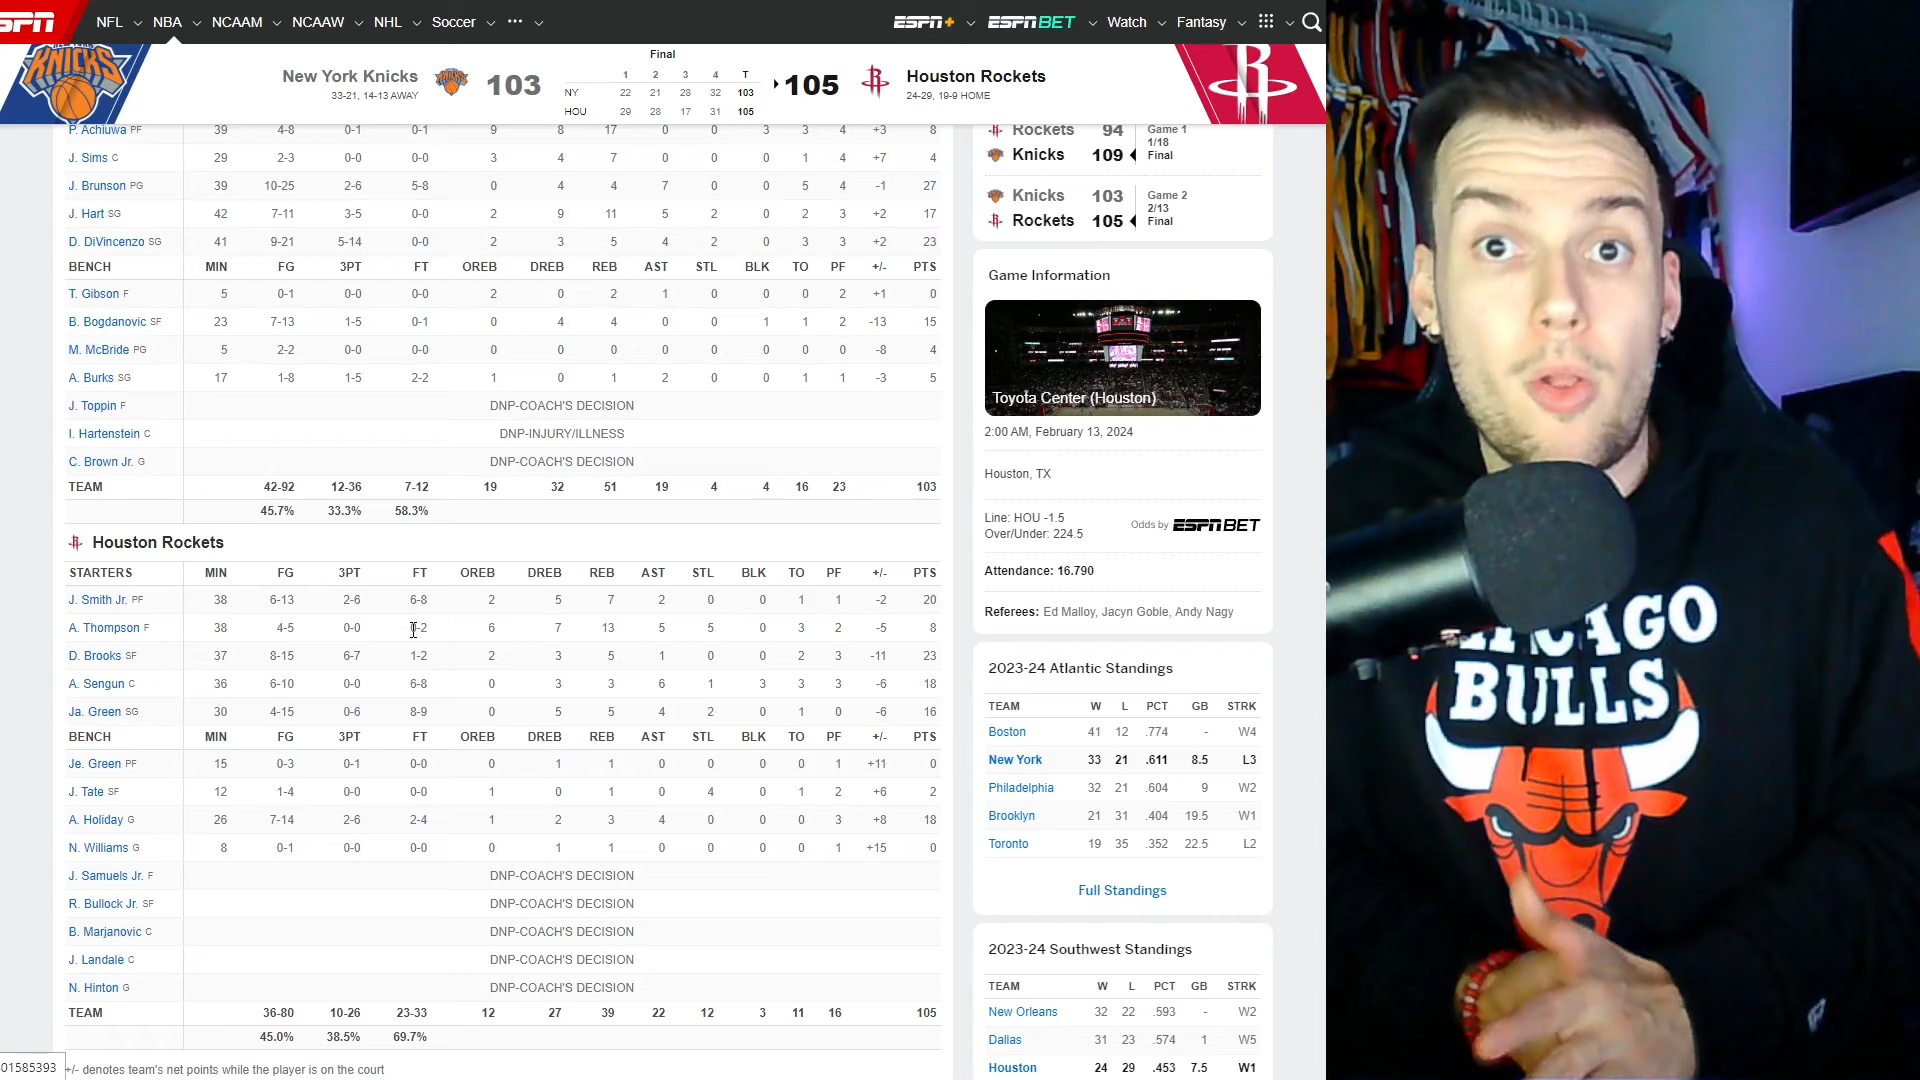 NFL NBA NCAAM NCAAW NHL Soccer ... ESPN+ ESPN BET Watch Fantasy
KNICKS
Final
New York Knicks 103 105 Houston Rockets
33-21, 14-13 AWAY 24-29, 19-9 HOME
1 2 3 4 T
NY 22 21 28 32 103
HOU 29 28 17 31 105
P. Achiuwa PF 39 4-8 0-1 0-1 9 8 17 0 0 3 3 4 +3 8
J. Sims C 29 2-3 0-0 0-0 3 4 7 0 0 0 1 4 +7 4
J. Brunson PG 39 10-25 2-6 5-8 0 4 4 7 0 0 5 4 -1 27
J. Hart SG 42 7-11 3-5 0-0 2 9 11 5 2 0 2 3 +2 17
D. DiVincenzo SG 41 9-21 5-14 0-0 2 3 5 4 2 0 3 3 +2 23
BENCH MIN FG 3PT FT OREB DREB REB AST STL BLK TO PF +/- PTS
T. Gibson F 5 0-1 0-0 0-0 2 0 2 1 0 0 0 2 +1 0
B. Bogdanovic SF 23 7-13 1-5 0-1 0 4 4 0 0 1 1 2 -13 15
M. McBride PG 5 2-2 0-0 0-0 0 0 0 0 0 0 0 0 -8 4
A. Burks SG 17 1-8 1-5 2-2 1 0 1 2 0 0 1 1 -3 5
J. Toppin F DNP-COACH'S DECISION
I. Hartenstein C DNP-INJURY/ILLNESS
C. Brown Jr. G DNP-COACH'S DECISION
TEAM 42-92 12-36 7-12 19 32 51 19 4 4 16 23 103
45.7% 33.3% 58.3%
Houston Rockets
STARTERS MIN FG 3PT FT OREB DREB REB AST STL BLK TO PF +/- PTS
J. Smith Jr. PF 38 6-13 2-6 6-8 2 5 7 2 0 0 1 1 -2 20
A. Thompson F 38 4-5 0-0 0-2 6 7 13 5 5 0 3 2 -5 8
D. Brooks SF 37 8-15 6-7 1-2 2 3 5 1 0 0 2 3 -11 23
A. Sengun C 36 6-10 0-0 6-8 0 3 3 6 1 3 3 3 -6 18
Ja. Green SG 30 4-15 0-6 8-9 0 5 5 4 2 0 1 0 -6 16
BENCH MIN FG 3PT FT OREB DREB REB AST STL BLK TO PF +/- PTS
Je. Green PF 15 0-3 0-1 0-0 0 1 1 0 0 0 0 1 +11 0
J. Tate SF 12 1-4 0-0 0-0 1 0 1 0 4 0 1 2 +6 2
A. Holiday G 26 7-14 2-6 2-4 1 2 3 4 0 0 0 3 +8 18
N. Williams G 8 0-1 0-0 0-0 0 1 1 0 0 0 0 1 +15 0
J. Samuels Jr. F DNP-COACH'S DECISION
R. Bullock Jr. SF DNP-COACH'S DECISION
B. Marjanovic C DNP-COACH'S DECISION
J. Landale C DNP-COACH'S DECISION
N. Hinton G DNP-COACH'S DECISION
TEAM 36-80 10-26 23-33 12 27 39 22 12 3 11 16 105
45.0% 38.5% 69.7%
01585393 +/- denotes team's net points while the player is on the court
Rockets 94 Game 1
1/18
Knicks 109 Final
Knicks 103 Game 2
2/13
Rockets 105 Final
Game Information
Toyota Center (Houston)
2:00 AM, February 13, 2024
Houston, TX
Line: HOU -1.5
Over/Under: 224.5
Odds by ESPN BET
Attendance: 16.790
Referees: Ed Malloy, Jacyn Goble, Andy Nagy
2023-24 Atlantic Standings
TEAM W L PCT GB STRK
Boston 41 12 .774 - W4
New York 33 21 .611 8.5 L3
Philadelphia 32 21 .604 9 W2
Brooklyn 21 31 .404 19.5 W1
Toronto 19 35 .352 22.5 L2
Full Standings
2023-24 Southwest Standings
TEAM W L PCT GB STRK
New Orleans 32 22 .593 - W2
Dallas 31 23 .574 1 W5
Houston 24 29 .453 7.5 W1
BULLS